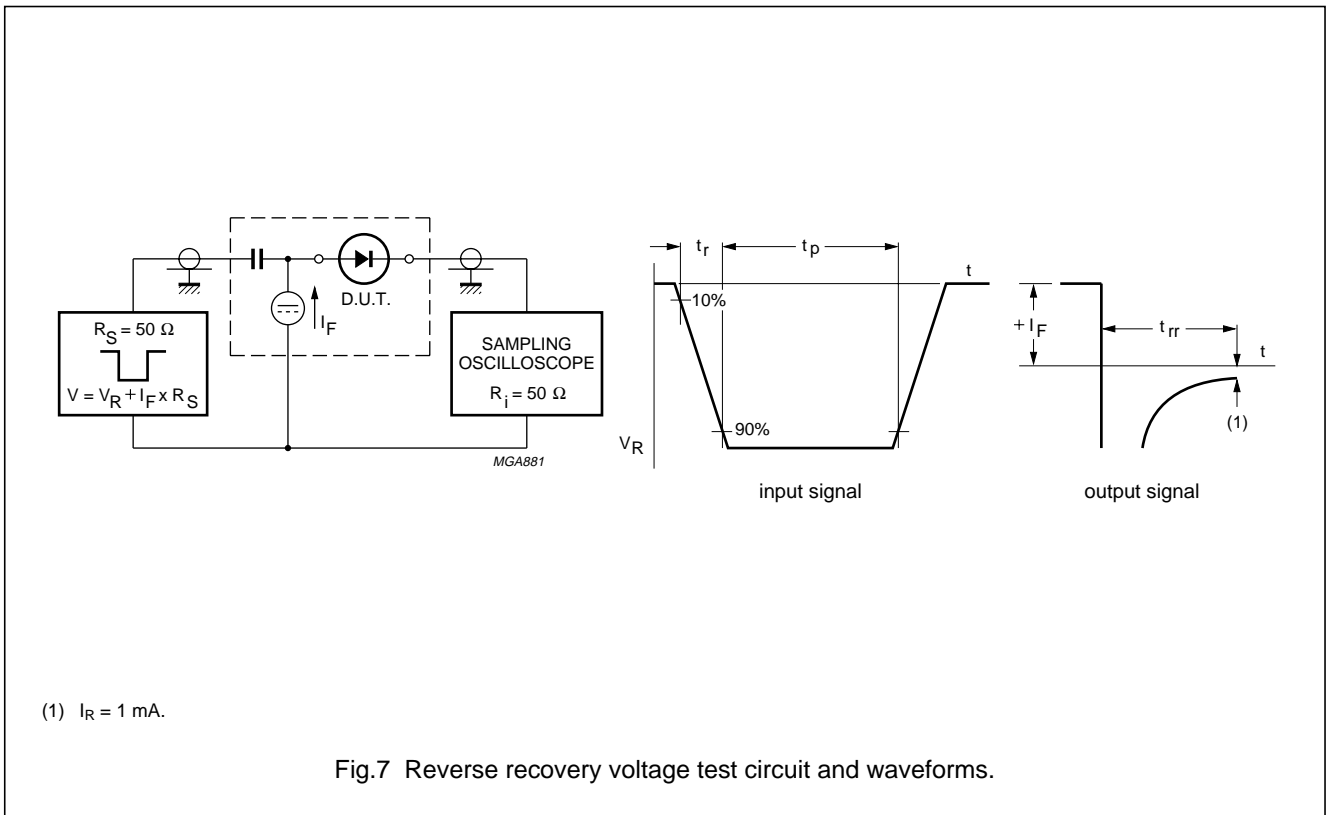 D.U.T.
I_F
R_S = 50 Ω
V = V_R + I_F x R_S
SAMPLING
OSCILLOSCOPE
R_i = 50 Ω
MGA881
t_r
t_p
t
10%
90%
V_R
input signal
+ I_F
t_rr
t
(1)
output signal
(1) I_R = 1 mA.
Fig.7 Reverse recovery voltage test circuit and waveforms.